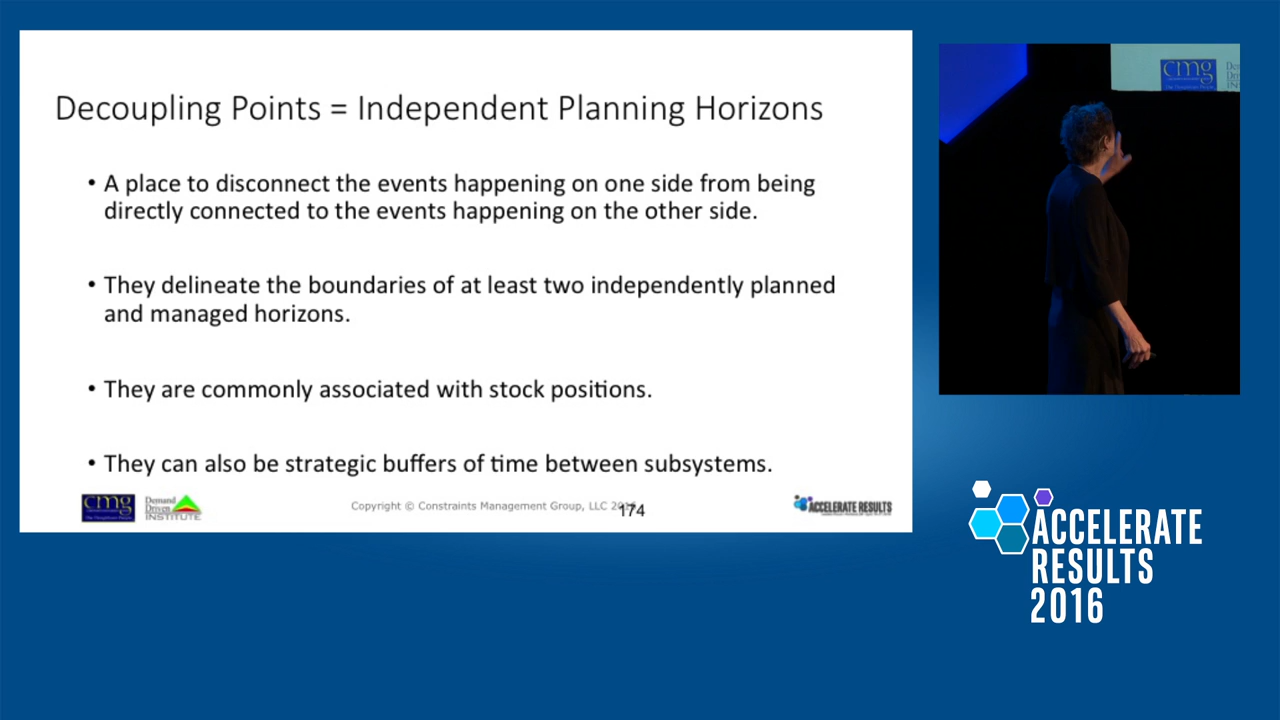 Decoupling Points = Independent Planning Horizons
• A place to disconnect the events happening on one side from being
directly connected to the events happening on the other side.
• They delineate the boundaries of at least two independently planned
and managed horizons.
• They are commonly associated with stock positions.
• They can also be strategic buffers of time between subsystems.
cmg
Demand
Driven
INSTITUTE
Copyright © Constraints Management Group, LLC
174
ACCELERATE RESULTS
cmg
ACCELERATE
RESULTS
2016